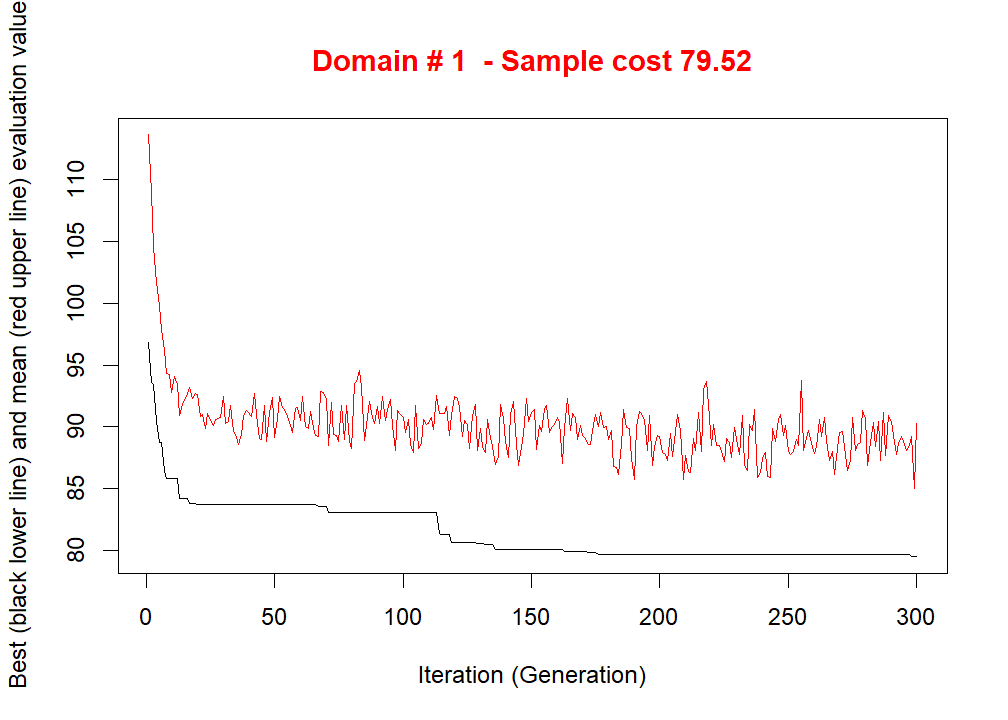 Domain # 1  - Sample cost 79.52
Best (black lower line) and mean (red upper line) evaluation value
110
105
100
95
90
85
80
0 50 100 150 200 250 300
Iteration (Generation)